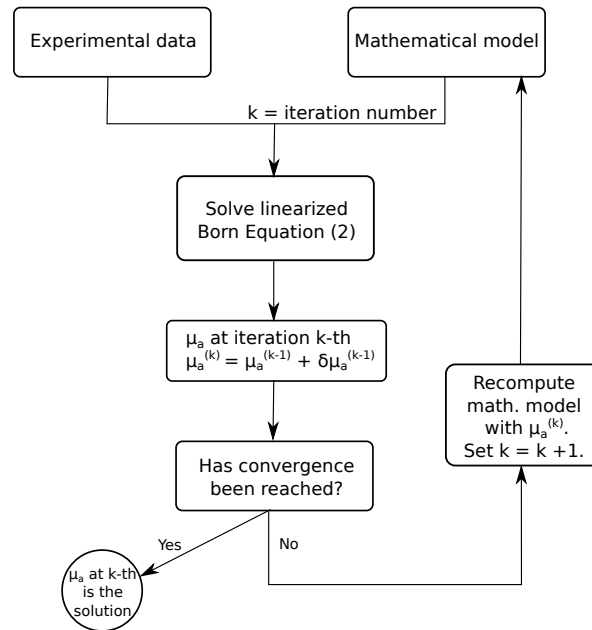 Experimental data
Mathematical model
k = iteration number
Solve linearized
Born Equation (2)
μₐ at iteration k-th
μₐ⁽ᵏ⁾ = μₐ⁽ᵏ⁻¹⁾ + δμₐ⁽ᵏ⁻¹⁾
Recompute
math. model
with μₐ⁽ᵏ⁾.
Set k = k +1.
Has convergence
been reached?
Yes
No
μₐ at k-th
is the
solution